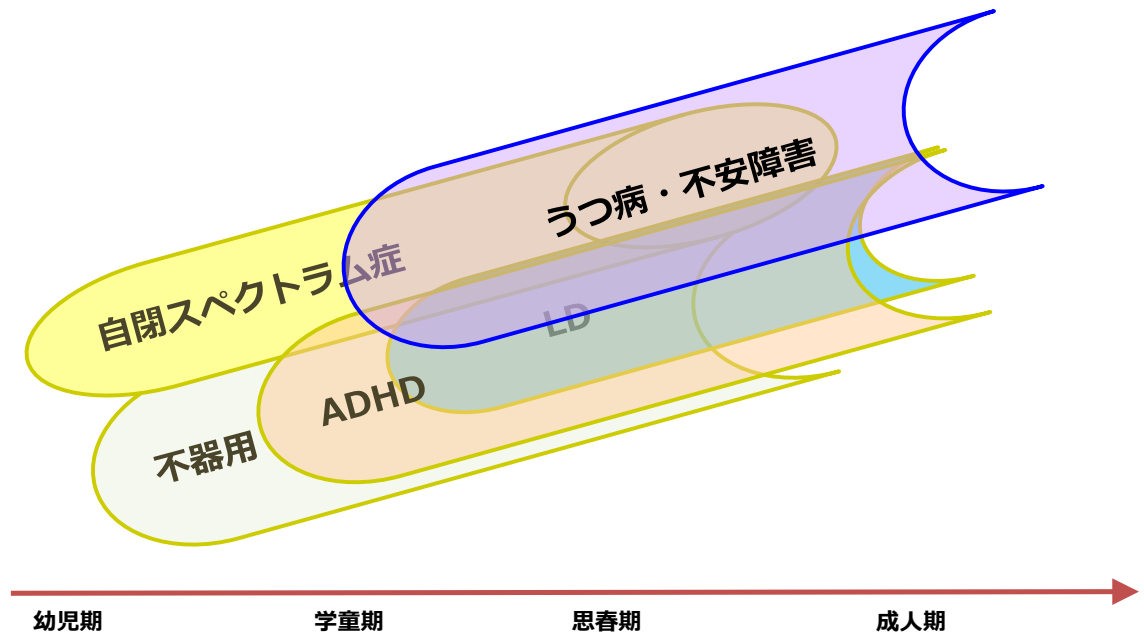 うつ病・不安障害
自閉スペクトラム症
LD
ADHD
不器用
幼児期
学童期
思春期
成人期